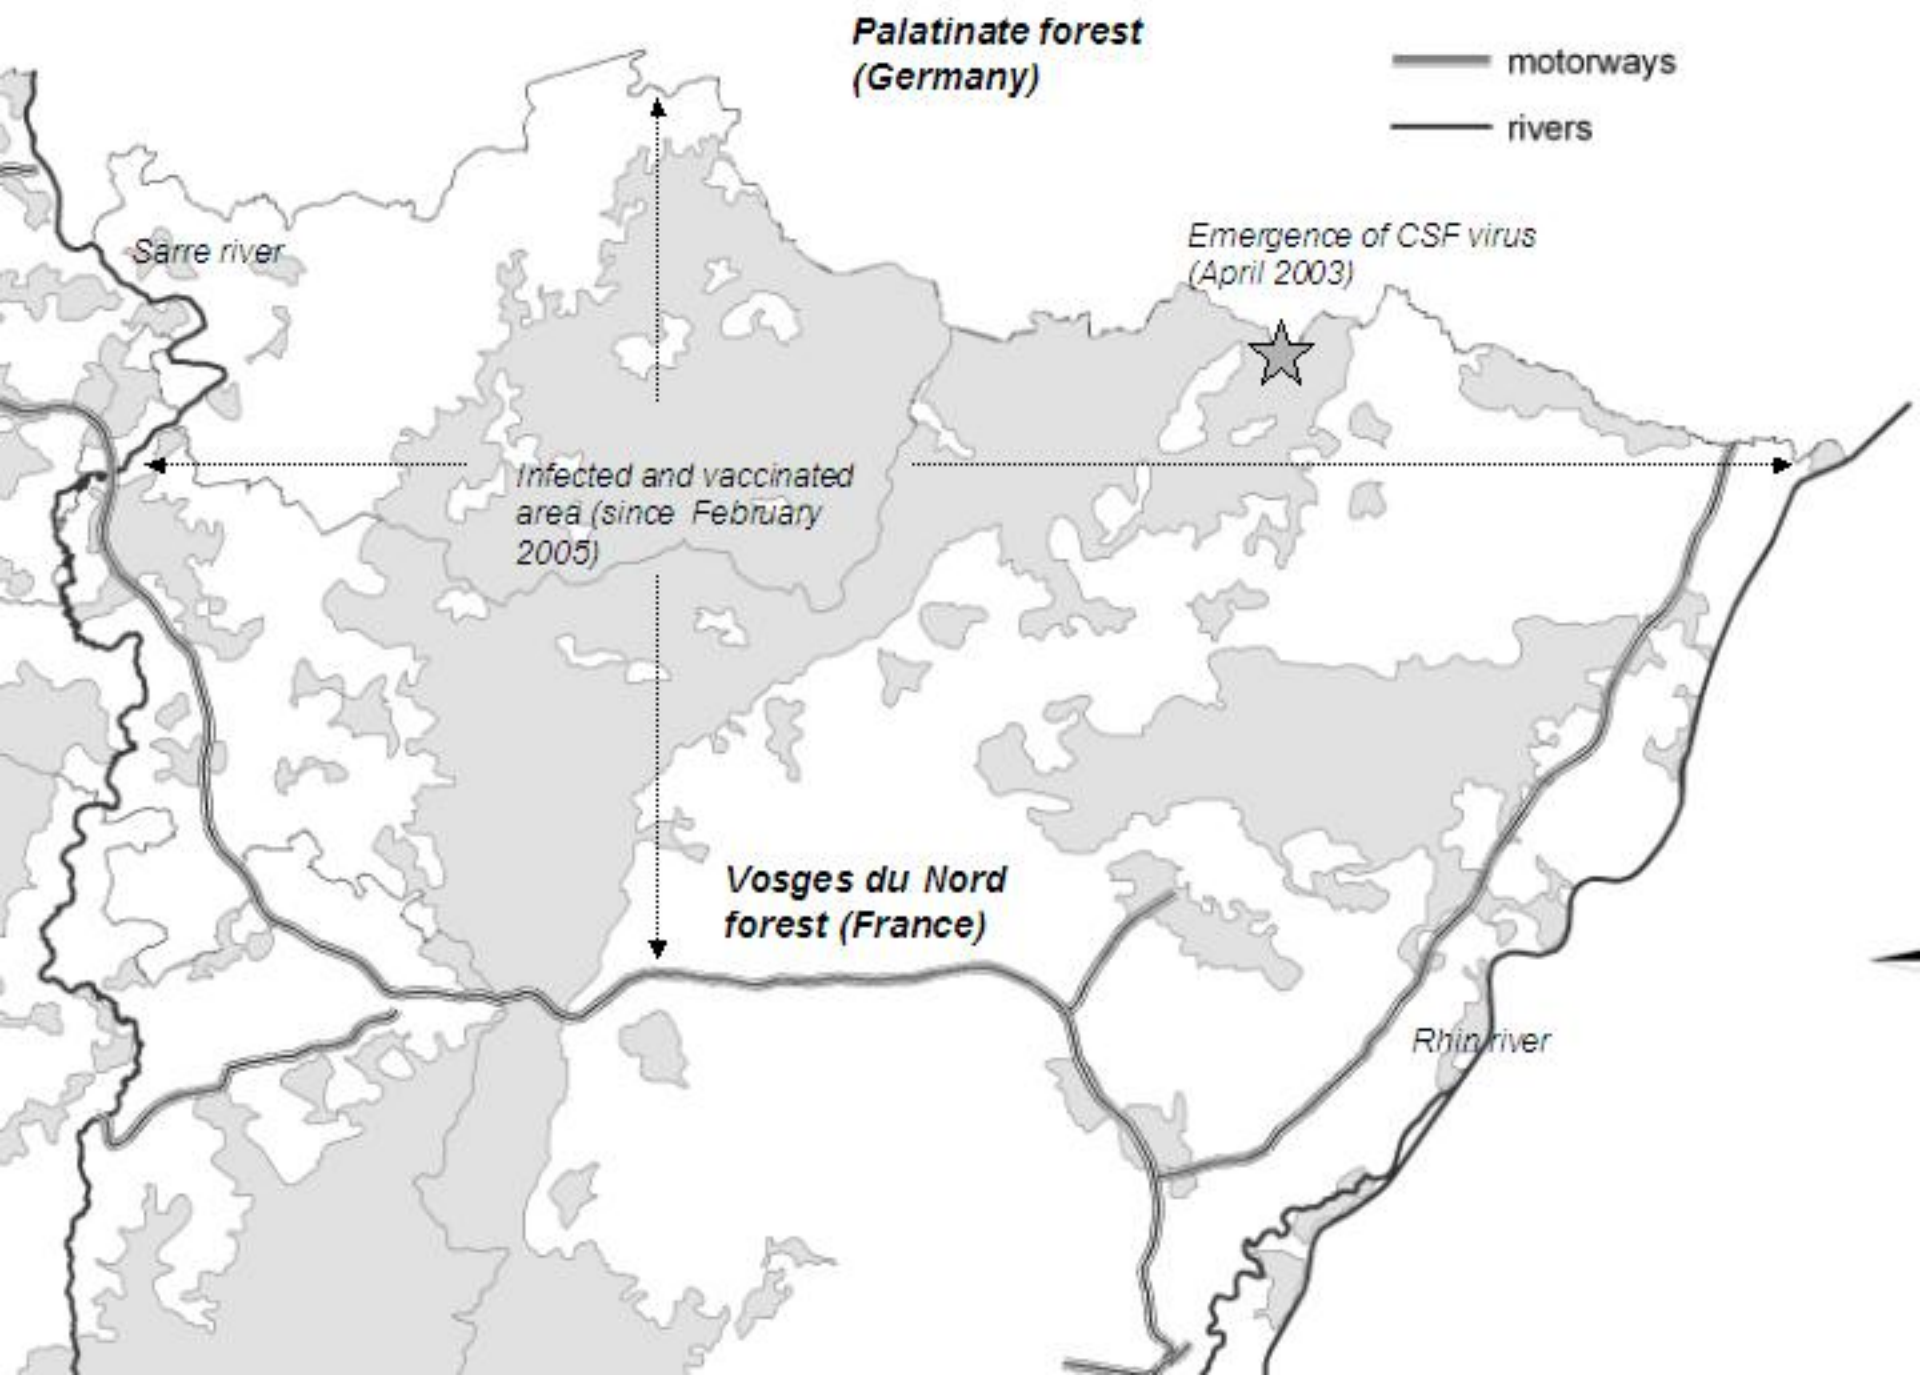 Palatinate forest
(Germany)
motorways
rivers
Emergence of CSF virus
(April 2003)
Sarre river
Infected and vaccinated
area (since February
2005)
Vosges du Nord
forest (France)
Rhin river